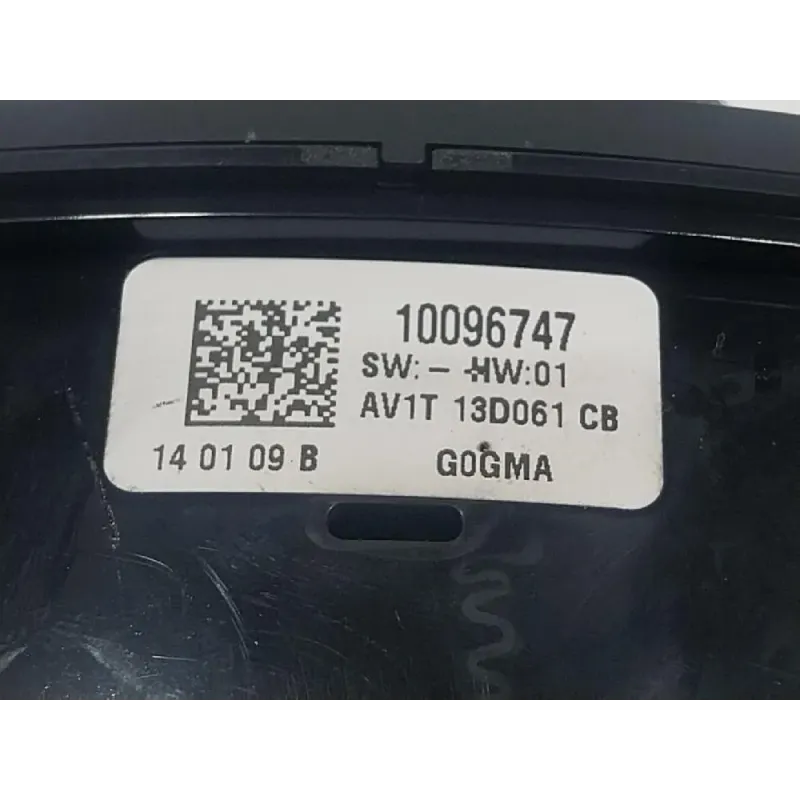 10096747
SW:- HW:01
AV1T 13D061 CB
14 01 09 B
G0GMA